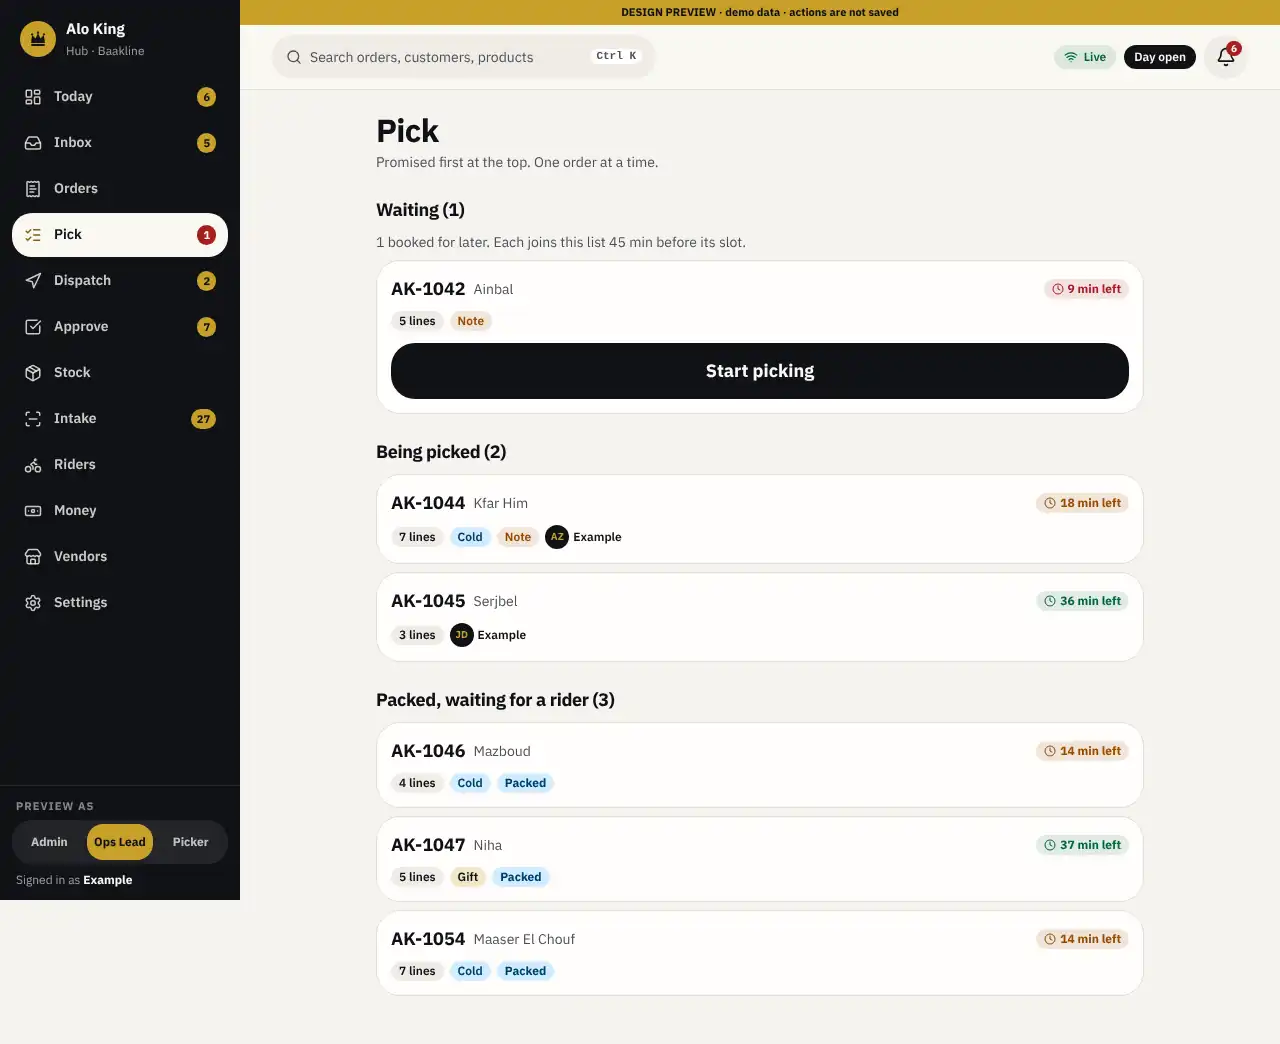 DESIGN PREVIEW · demo data · actions are not saved
Alo King
Hub · Baakline
Today 6
Inbox 5
Orders
Pick 1
Dispatch 2
Approve 7
Stock
Intake 27
Riders
Money
Vendors
Settings
PREVIEW AS
Admin Ops Lead Picker
Signed in as Example
Search orders, customers, products Ctrl K
Live Day open 6
Pick
Promised first at the top. One order at a time.
Waiting (1)
1 booked for later. Each joins this list 45 min before its slot.
AK-1042 Ainbal 9 min left
5 lines Note
Start picking
Being picked (2)
AK-1044 Kfar Him 18 min left
7 lines Cold Note AZ Example
AK-1045 Serjbel 36 min left
3 lines JD Example
Packed, waiting for a rider (3)
AK-1046 Mazboud 14 min left
4 lines Cold Packed
AK-1047 Niha 37 min left
5 lines Gift Packed
AK-1054 Maaser El Chouf 14 min left
7 lines Cold Packed